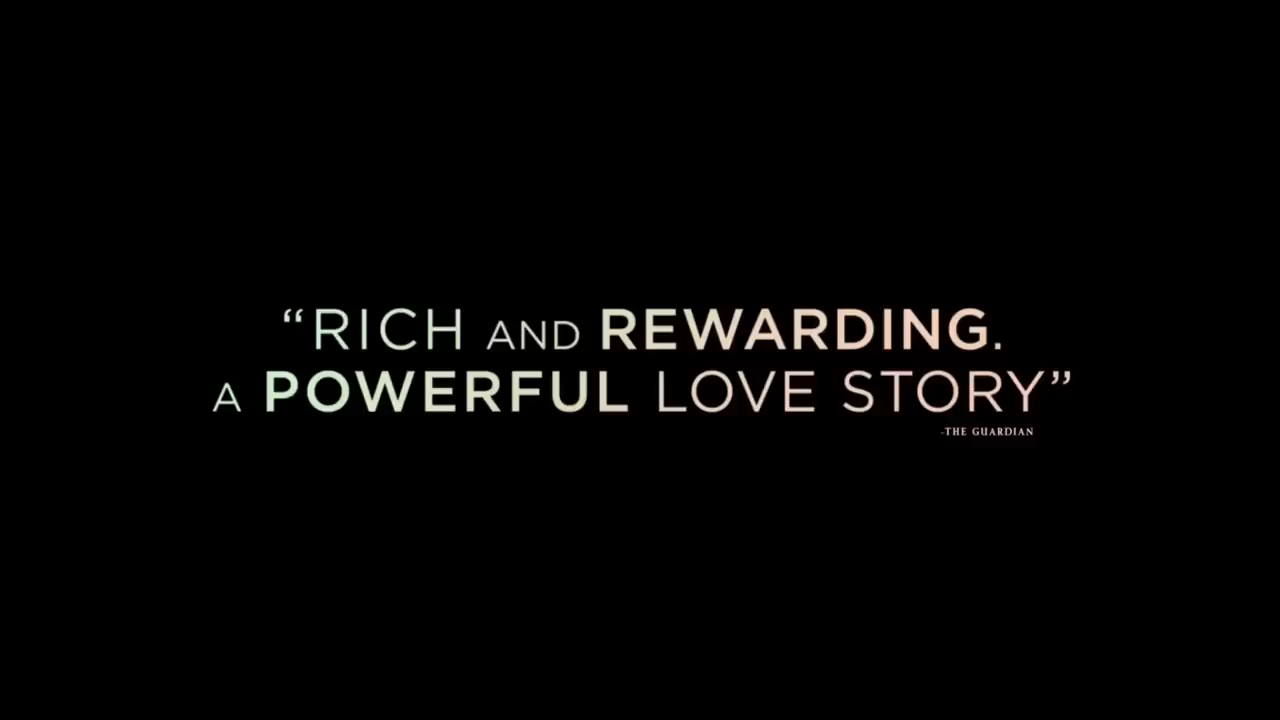 “RICH AND REWARDING.
A POWERFUL LOVE STORY”
-THE GUARDIAN